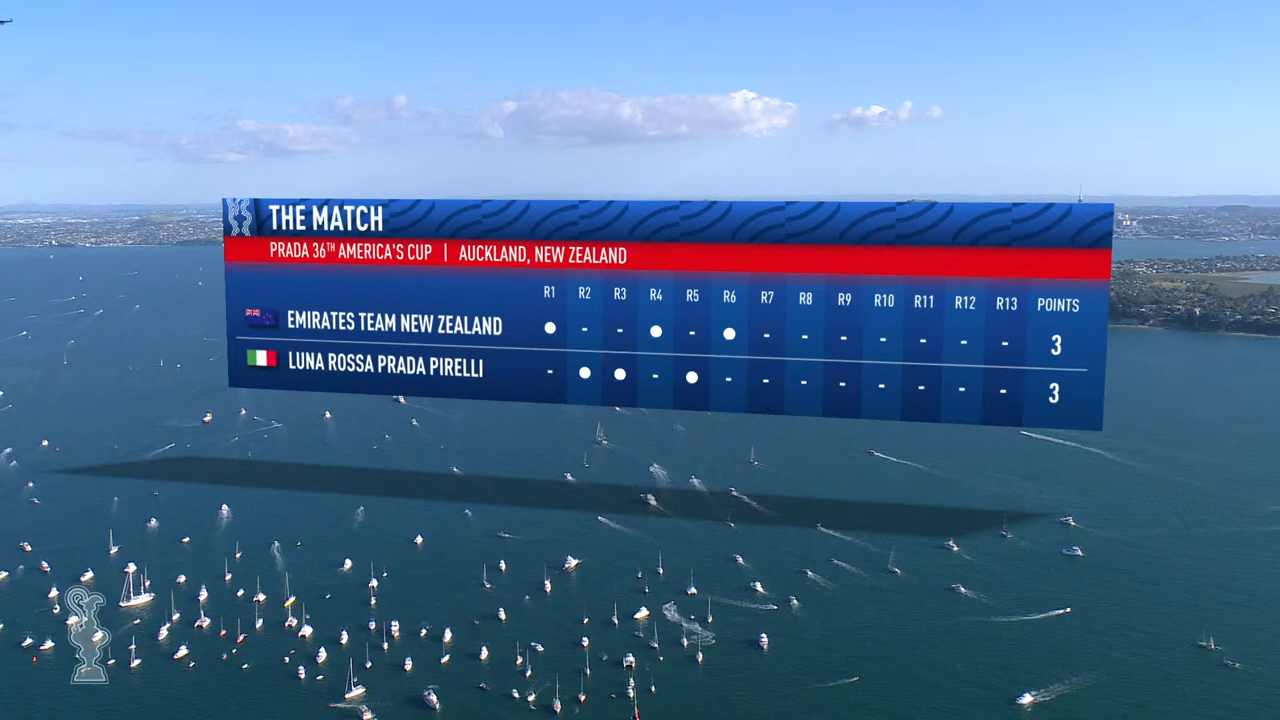 THE MATCH
PRADA 36TH AMERICA'S CUP | AUCKLAND, NEW ZEALAND
R1 R2 R3 R4 R5 R6 R7 R8 R9 R10 R11 R12 R13 POINTS
EMIRATES TEAM NEW ZEALAND ● - - ● - ● - - - - - - - 3
LUNA ROSSA PRADA PIRELLI - ● ● - ● - - - - - - - - 3